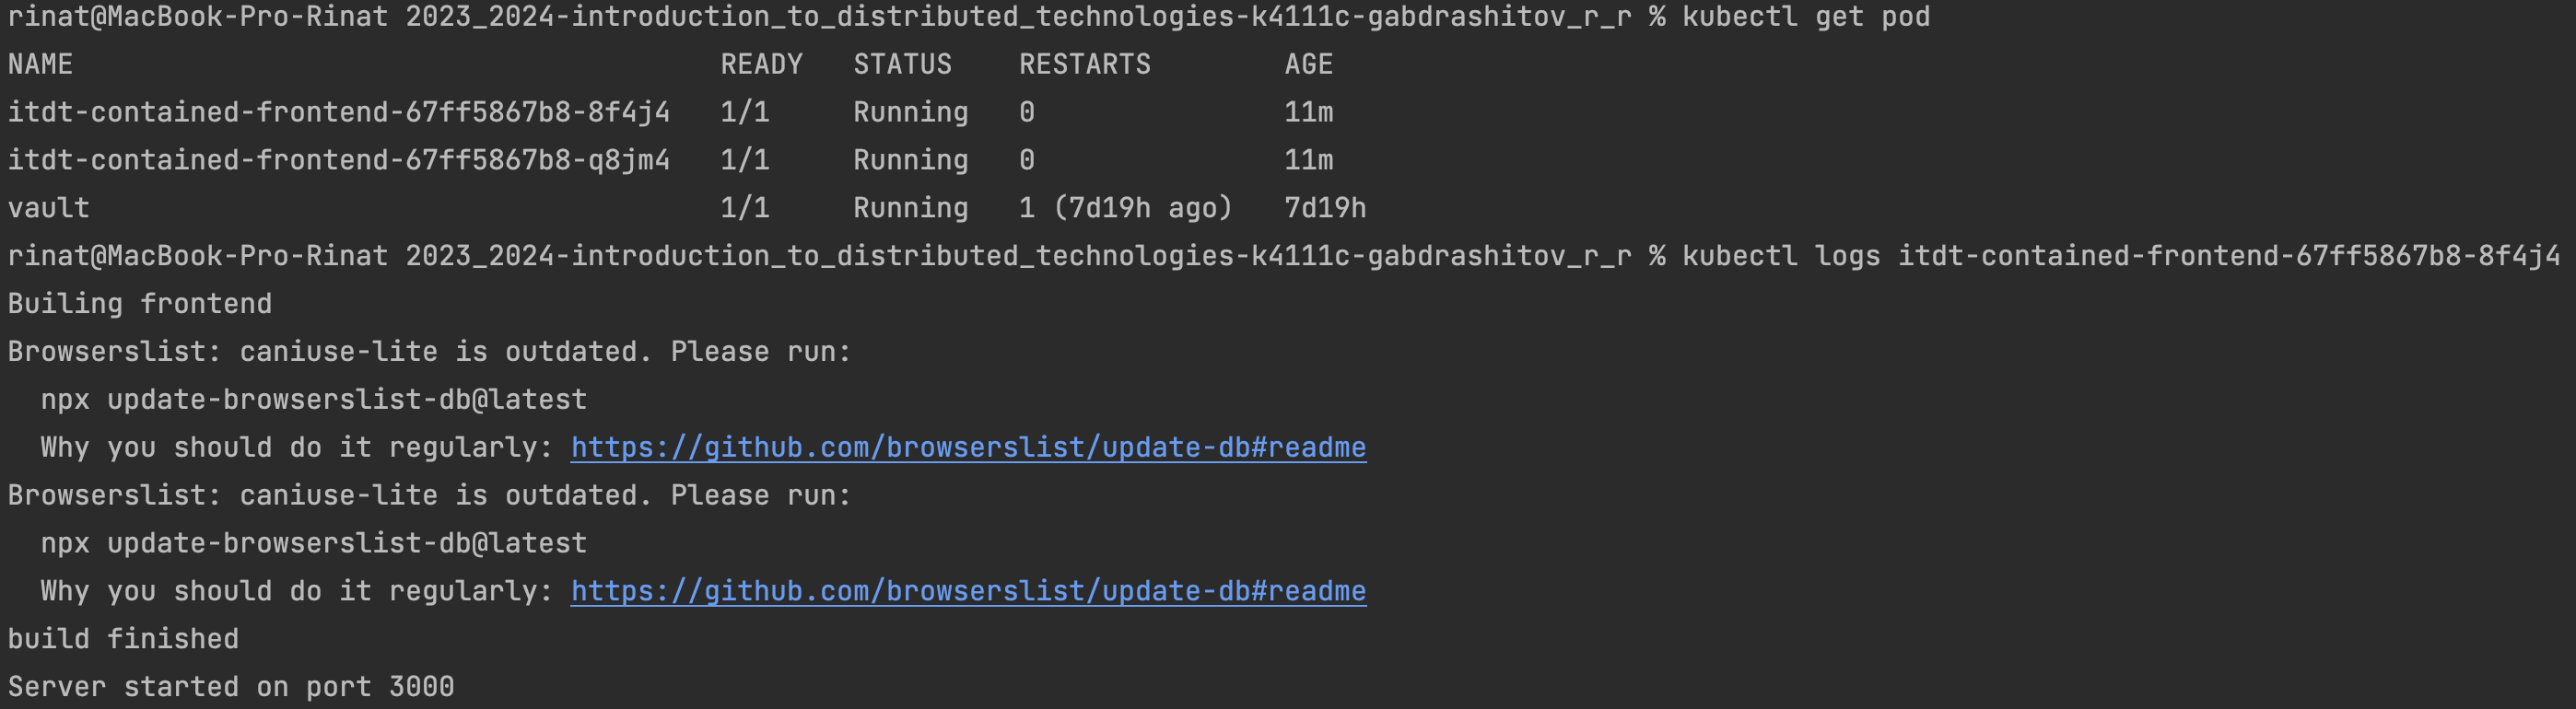 rinat@MacBook-Pro-Rinat 2023_2024-introduction_to_distributed_technologies-k4111c-gabdrashitov_r_r % kubectl get pod
NAME                                       READY   STATUS    RESTARTS        AGE
itdt-contained-frontend-67ff5867b8-8f4j4   1/1     Running   0               11m
itdt-contained-frontend-67ff5867b8-q8jm4   1/1     Running   0               11m
vault                                      1/1     Running   1 (7d19h ago)   7d19h
rinat@MacBook-Pro-Rinat 2023_2024-introduction_to_distributed_technologies-k4111c-gabdrashitov_r_r % kubectl logs itdt-contained-frontend-67ff5867b8-8f4j4
Builing frontend
Browserslist: caniuse-lite is outdated. Please run:
  npx update-browserslist-db@latest
  Why you should do it regularly: https://github.com/browserslist/update-db#readme
Browserslist: caniuse-lite is outdated. Please run:
  npx update-browserslist-db@latest
  Why you should do it regularly: https://github.com/browserslist/update-db#readme
build finished
Server started on port 3000